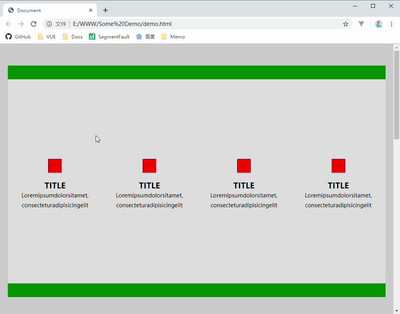 Document
文件 | E:/WWW/Some%20Demo/demo.html
GitHub VUE Docs SegmentFault 百度 Memo
TITLE TITLE TITLE TITLE
Loremipsumdolorsitamet, Loremipsumdolorsitamet, Loremipsumdolorsitamet, Loremipsumdolorsitamet,
consecteturadipisicingelit consecteturadipisicingelit consecteturadipisicingelit consecteturadipisicingelit